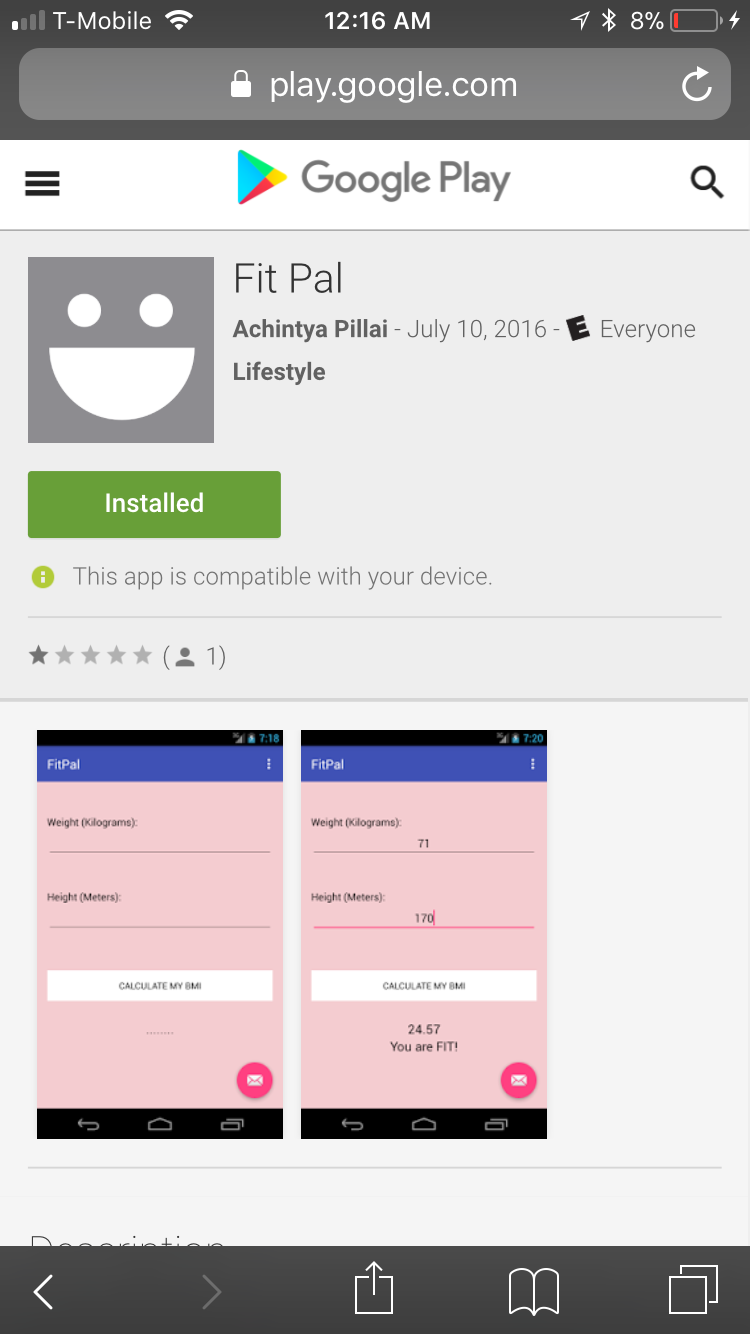 T-Mobile 12:16 AM 8%
play.google.com
Google Play
Fit Pal
Achintya Pillai - July 10, 2016 - E Everyone
Lifestyle
Installed
This app is compatible with your device.
( 1)
7:18
FitPal
Weight (Kilograms):
Height (Meters):
CALCULATE MY BMI
........
7:20
FitPal
Weight (Kilograms):
71
Height (Meters):
170
CALCULATE MY BMI
24.57
You are FIT!
Description